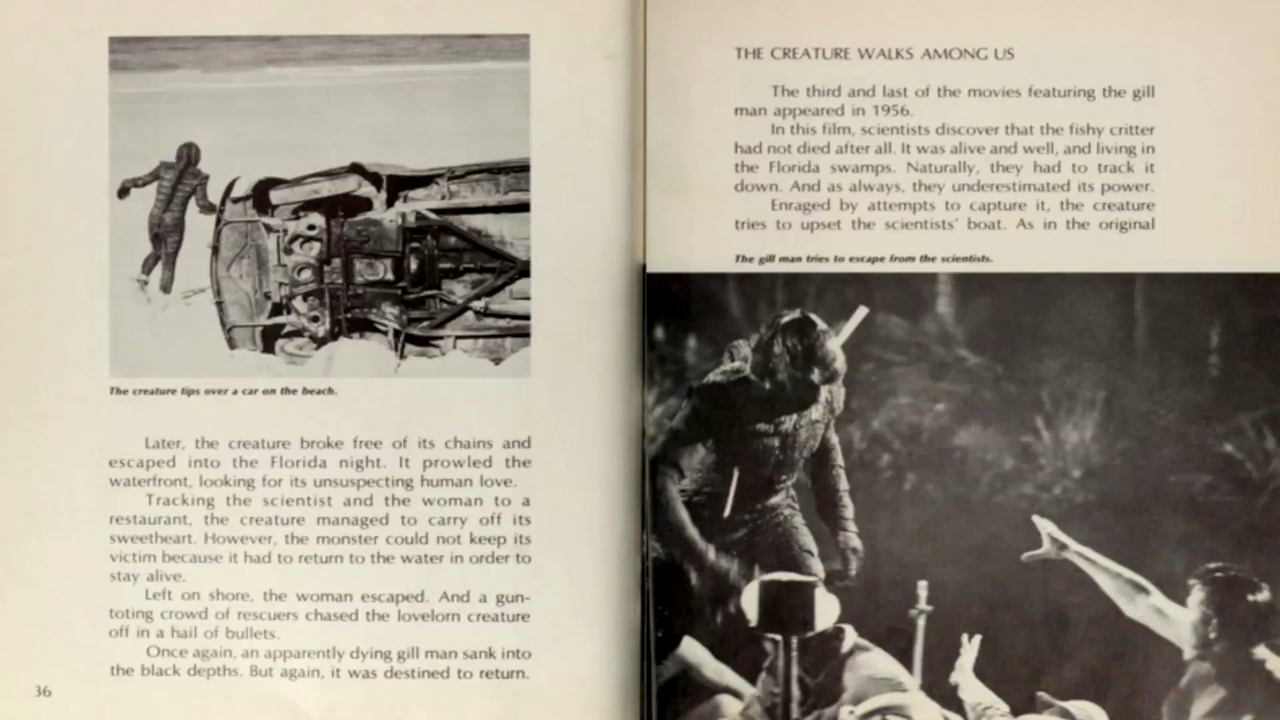 The creature tips over a car on the beach.
Later, the creature broke free of its chains and
escaped into the Florida night. It prowled the
waterfront, looking for its unsuspecting human love.
Tracking the scientist and the woman to a
restaurant, the creature managed to carry off its
sweetheart. However, the monster could not keep its
victim because it had to return to the water in order to
stay alive.
Left on shore, the woman escaped. And a gun-
toting crowd of rescuers chased the lovelorn creature
off in a hail of bullets.
Once again, an apparently dying gill man sank into
the black depths. But again, it was destined to return.
36
THE CREATURE WALKS AMONG US
The third and last of the movies featuring the gill
man appeared in 1956.
In this film, scientists discover that the fishy critter
had not died after all. It was alive and well, and living in
the Florida swamps. Naturally, they had to track it
down. And as always, they underestimated its power.
Enraged by attempts to capture it, the creature
tries to upset the scientists' boat. As in the original
The gill man tries to escape from the scientists.